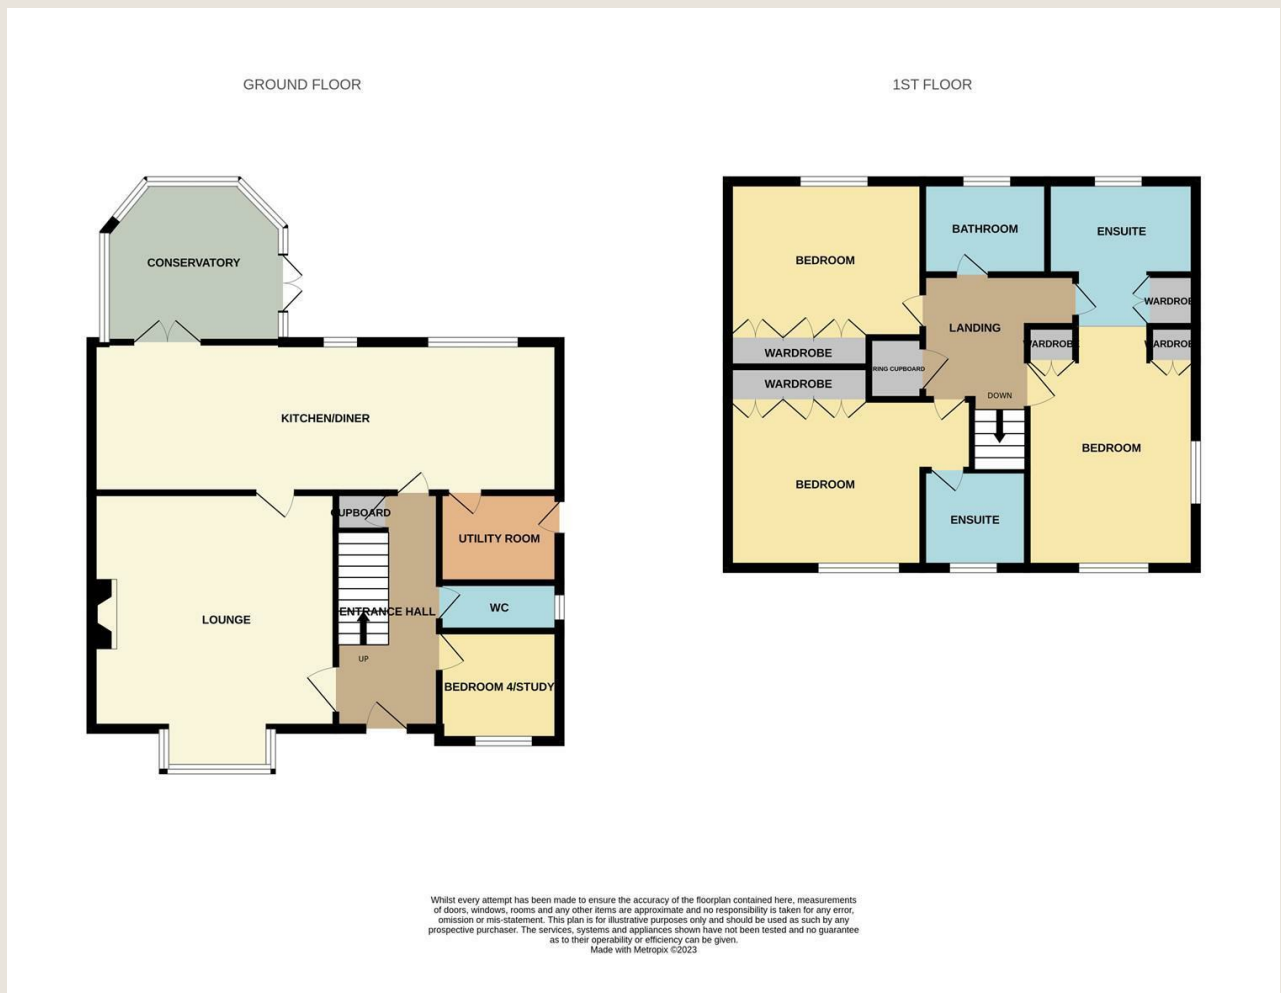 GROUND FLOOR
1ST FLOOR
CONSERVATORY
KITCHEN/DINER
CUPBOARD
UTILITY ROOM
LOUNGE
ENTRANCE HALL
WC
UP
BEDROOM 4/STUDY
BATHROOM
ENSUITE
BEDROOM
WARDROBE
LANDING
WARDROBE
WARDROBE
WARDROBE
RING CUPBOARD
WARDROBE
DOWN
BEDROOM
BEDROOM
ENSUITE
Whilst every attempt has been made to ensure the accuracy of the floorplan contained here, measurements
of doors, windows, rooms and any other items are approximate and no responsibility is taken for any error,
omission or mis-statement. This plan is for illustrative purposes only and should be used as such by any
prospective purchaser. The services, systems and appliances shown have not been tested and no guarantee
as to their operability or efficiency can be given.
Made with Metropix ©2023